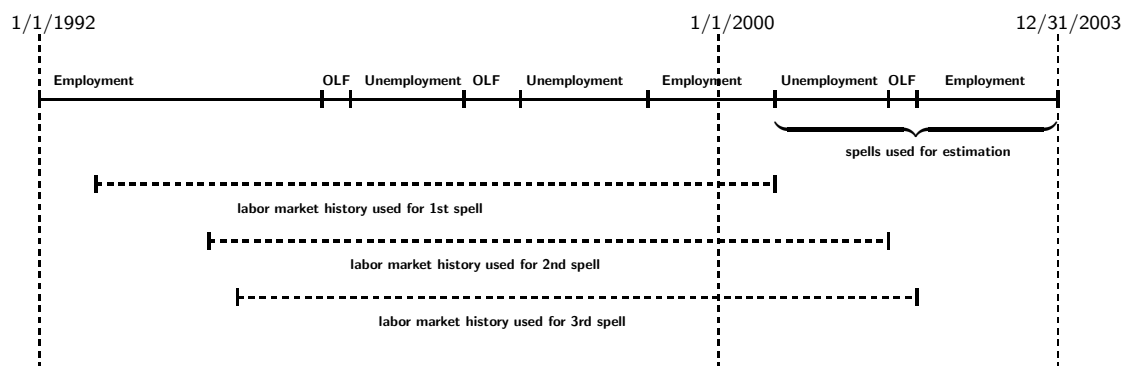 1/1/1992 1/1/2000 12/31/2003
Employment OLF Unemployment OLF Unemployment Employment Unemployment OLF Employment
spells used for estimation
labor market history used for 1st spell
labor market history used for 2nd spell
labor market history used for 3rd spell